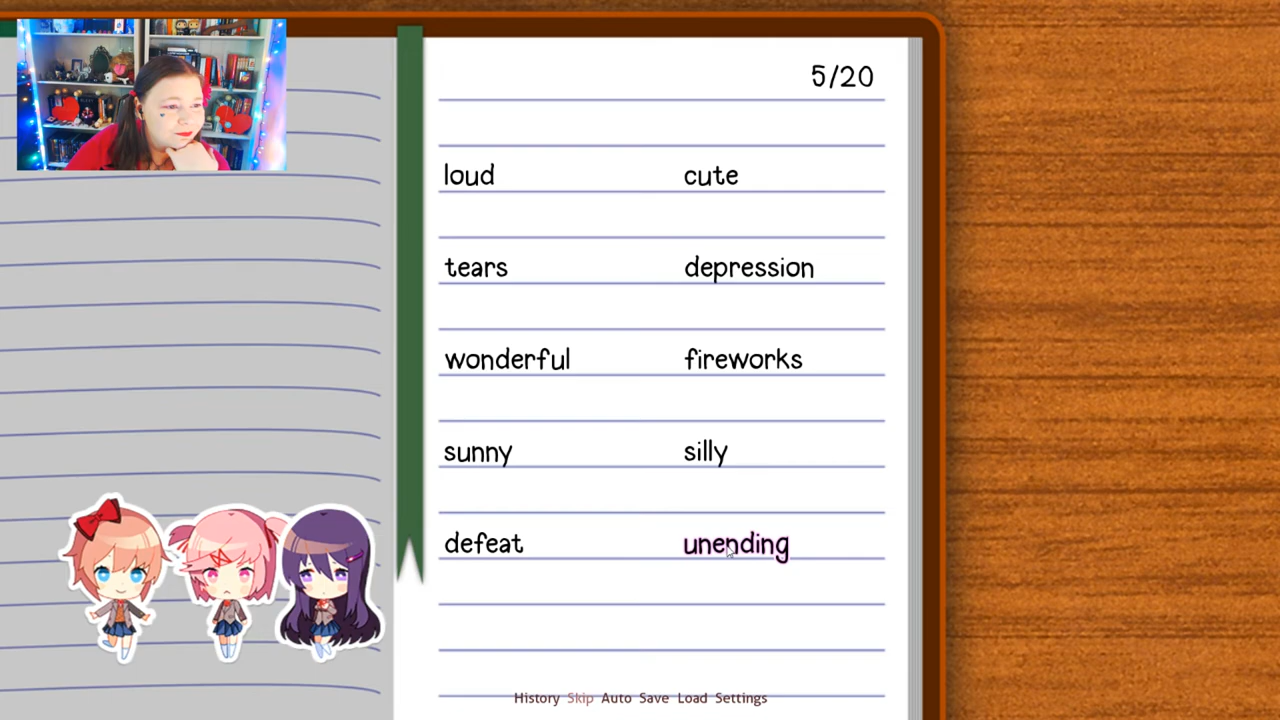 5/20
loud cute
tears depression
wonderful fireworks
sunny silly
defeat unending
History Skip Auto Save Load Settings